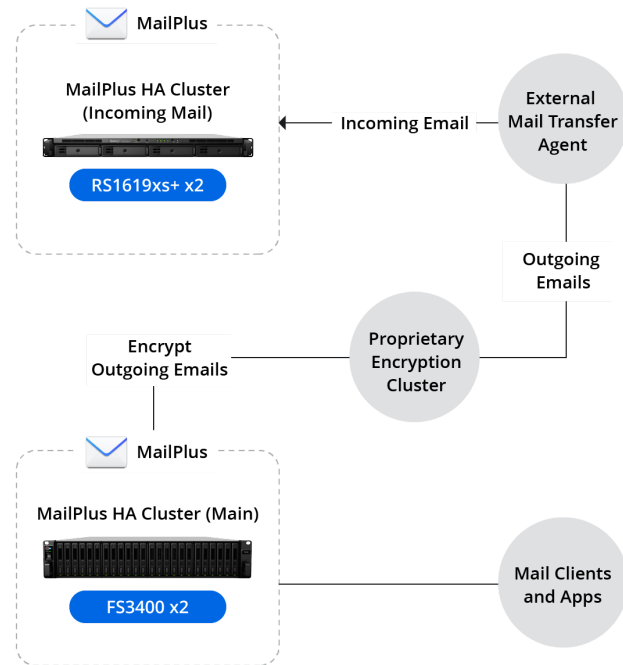 MailPlus
MailPlus HA Cluster
(Incoming Mail)
RS1619xs+ x2
Incoming Email
External
Mail Transfer
Agent
Outgoing
Emails
Proprietary
Encryption
Cluster
Encrypt
Outgoing Emails
MailPlus
MailPlus HA Cluster (Main)
FS3400 x2
Mail Clients
and Apps